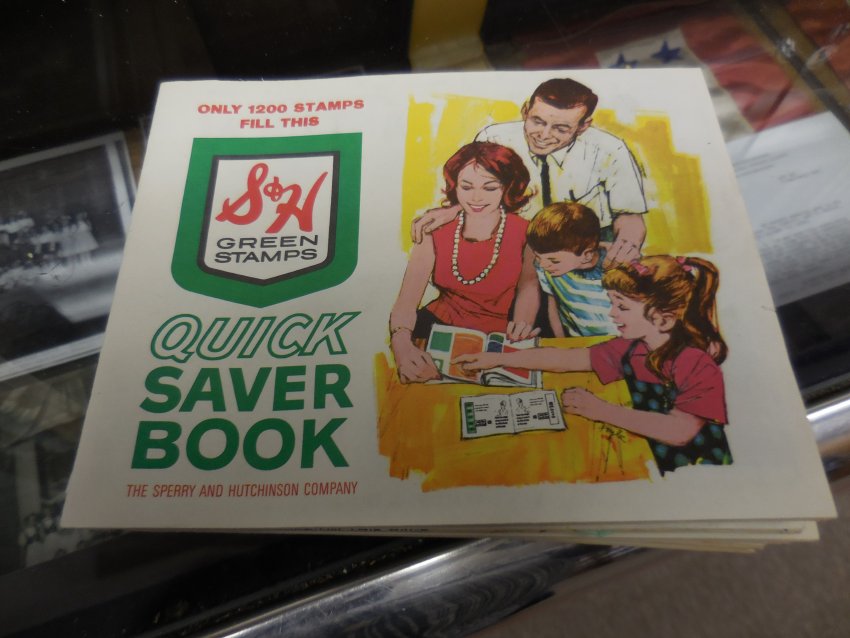 ONLY 1200 STAMPS
FILL THIS
S&H
GREEN
STAMPS
QUICK
SAVER
BOOK
THE SPERRY AND HUTCHINSON COMPANY